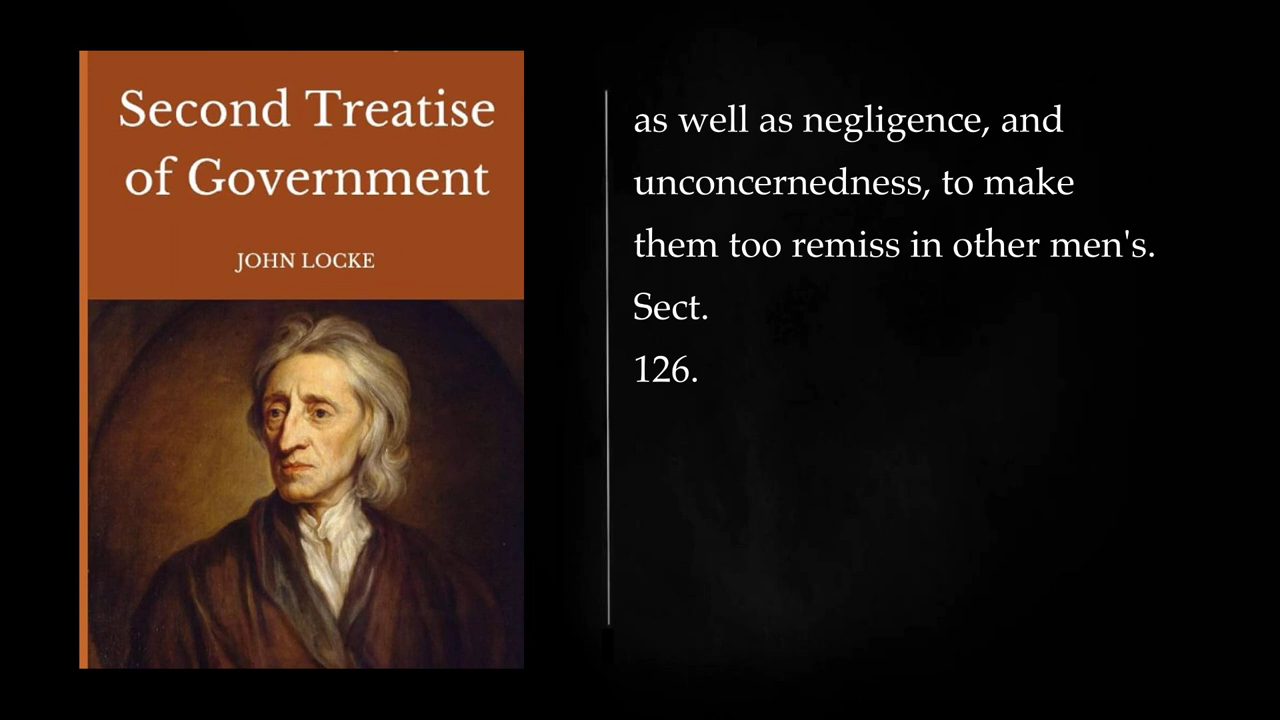 Second Treatise
of Government
JOHN LOCKE
as well as negligence, and
unconcernedness, to make
them too remiss in other men's.
Sect.
126.